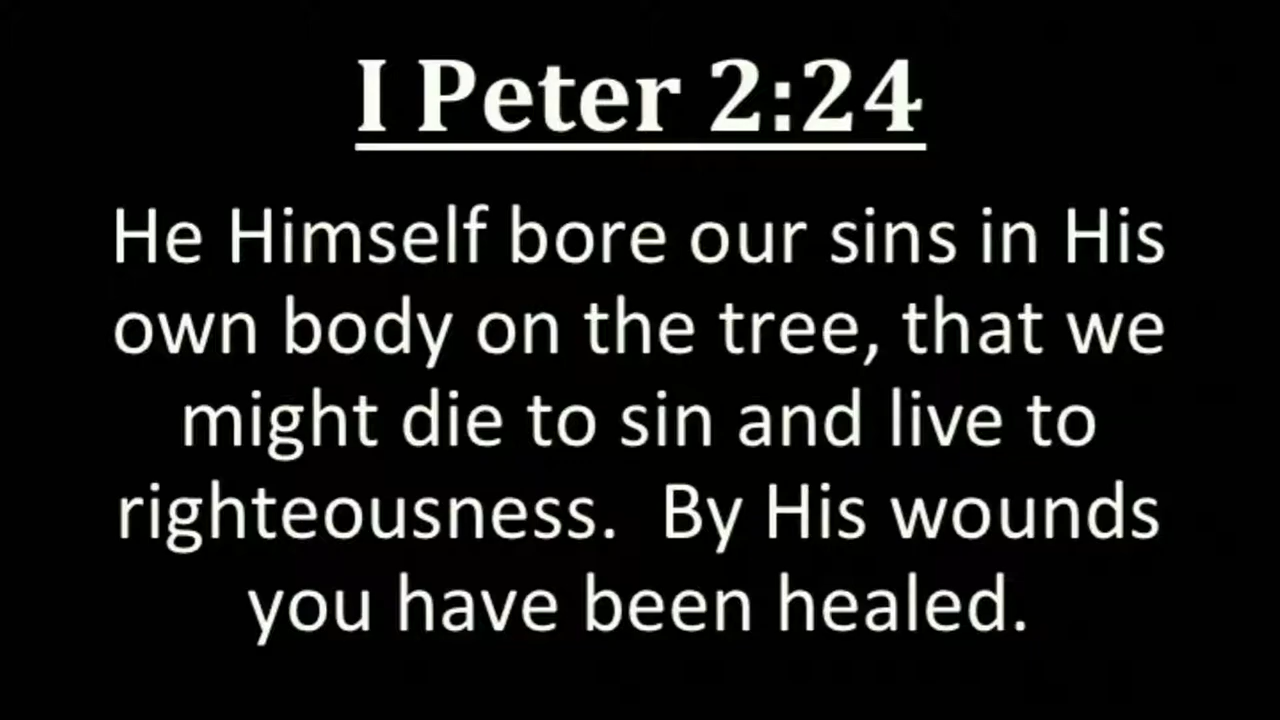 I Peter 2:24
He Himself bore our sins in His
own body on the tree, that we
might die to sin and live to
righteousness.  By His wounds
you have been healed.